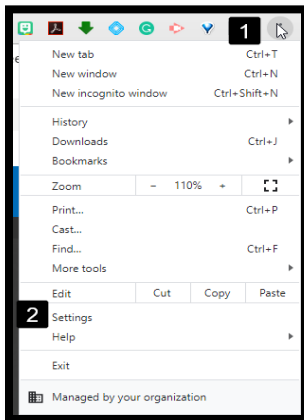 1
New tab Ctrl+T
New window Ctrl+N
New incognito window Ctrl+Shift+N
History
Downloads Ctrl+J
Bookmarks
Zoom - 110% +
Print... Ctrl+P
Cast...
Find... Ctrl+F
More tools
Edit Cut Copy Paste
2 Settings
Help
Exit
Managed by your organization